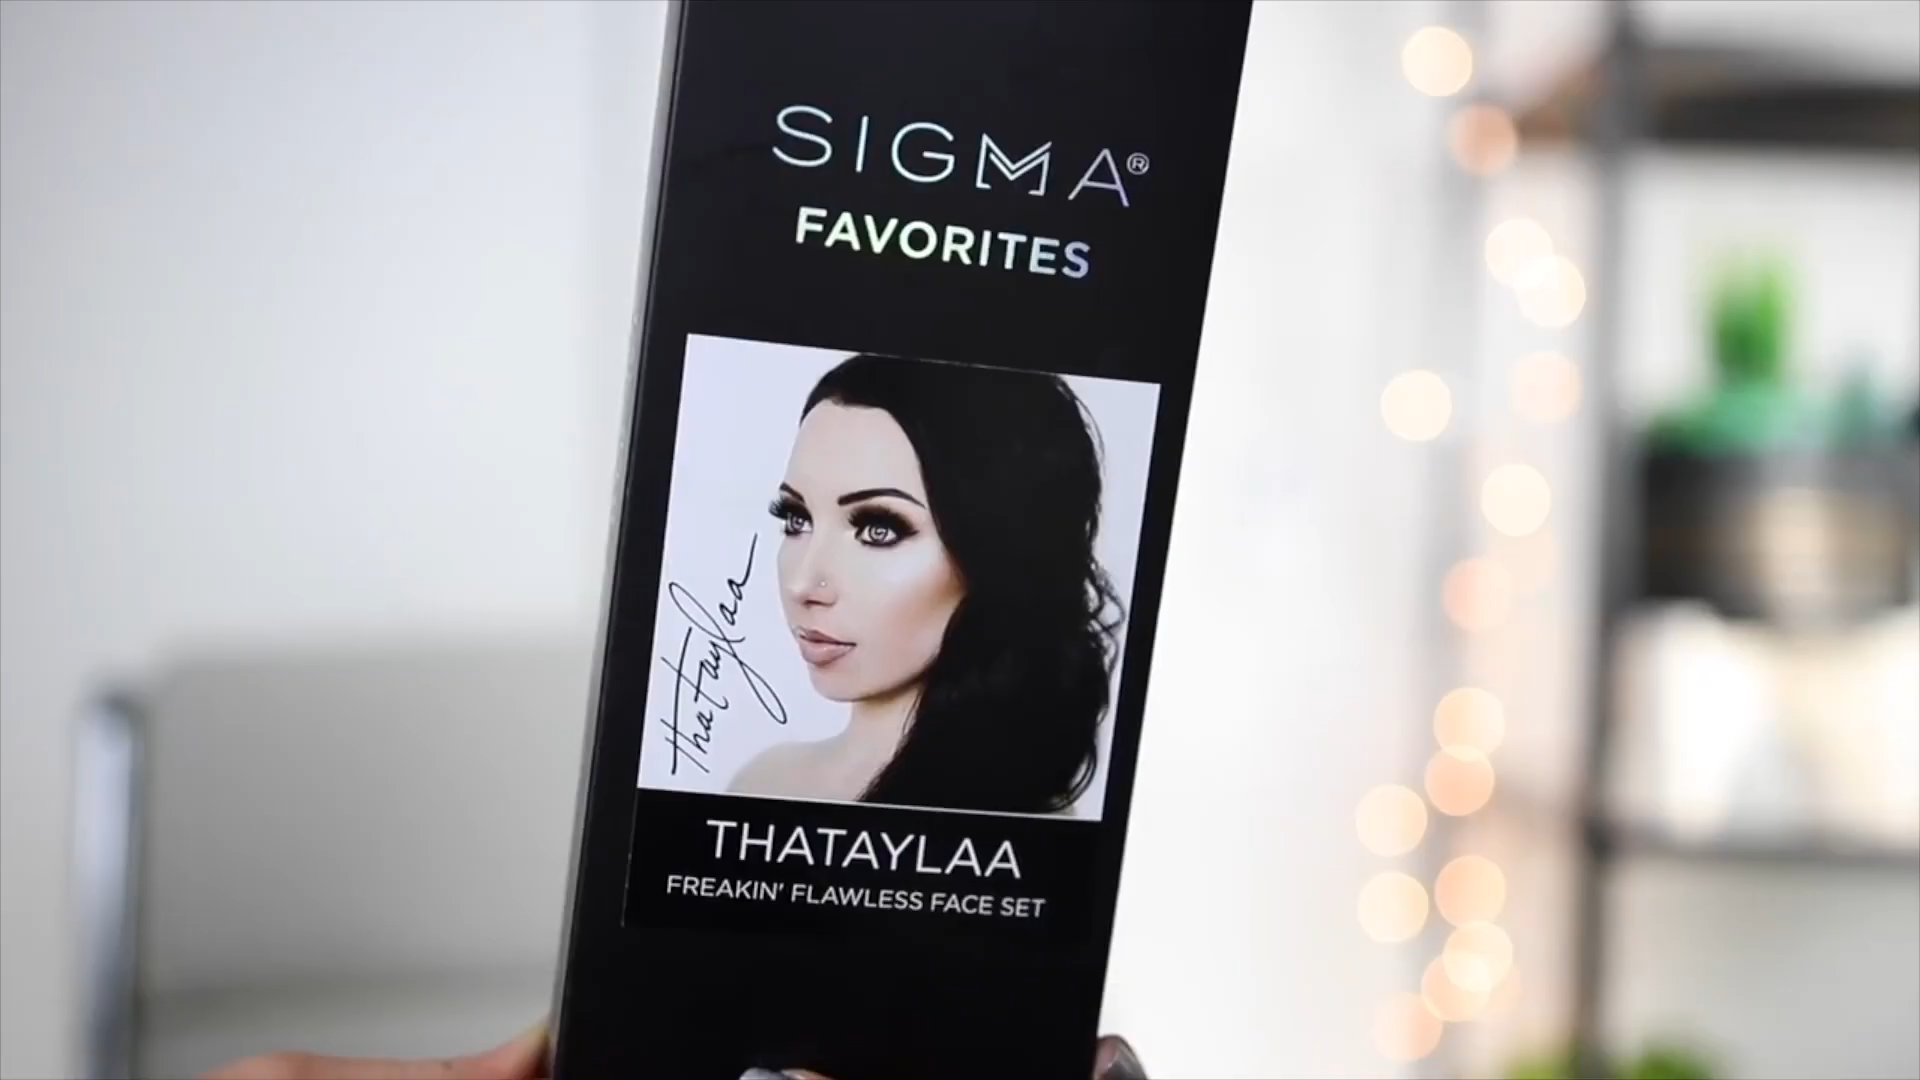 SIGMA®
FAVORITES
thataylaa
THATAYLAA
FREAKIN' FLAWLESS FACE SET